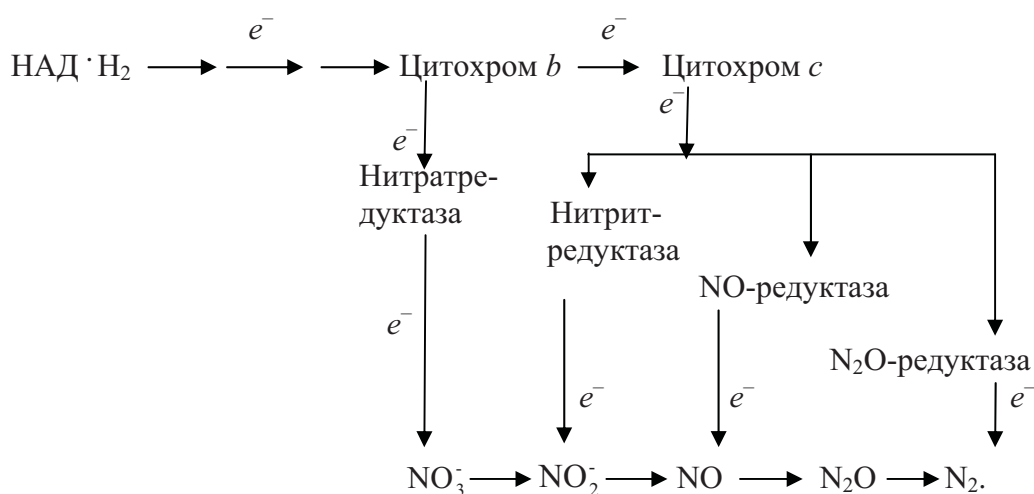 e⁻ e⁻
НАД · H₂ Цитохром b Цитохром c
e⁻
e⁻
Нитратре-
дуктаза
Нитрит-
редуктаза
NO-редуктаза
e⁻
N₂O-редуктаза
e⁻ e⁻ e⁻
NO₃⁻ NO₂⁻ NO N₂O N₂.